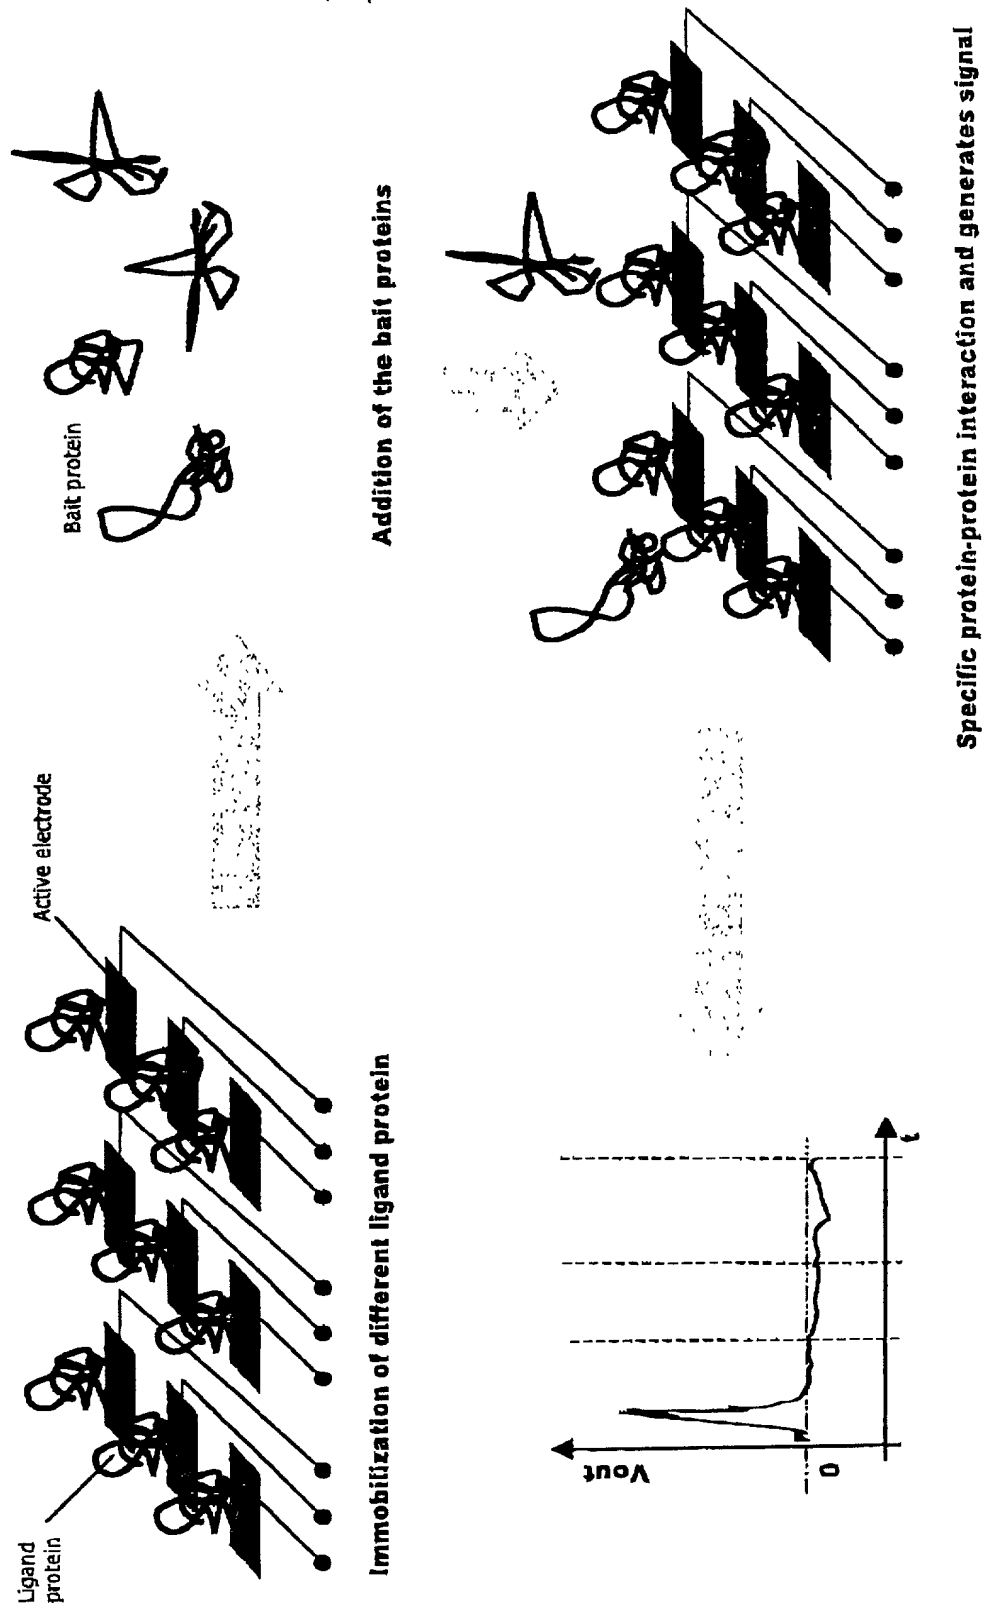 Ligand
protein
Active electrode
Immobilization of different ligand protein
Bait protein
Addition of the bait proteins
Vout
0
t
Specific protein-protein interaction and generates signal